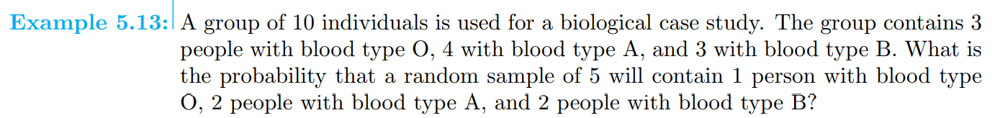 Example 5.13: A group of 10 individuals is used for a biological case study. The group contains 3
people with blood type O, 4 with blood type A, and 3 with blood type B. What is
the probability that a random sample of 5 will contain 1 person with blood type
O, 2 people with blood type A, and 2 people with blood type B?